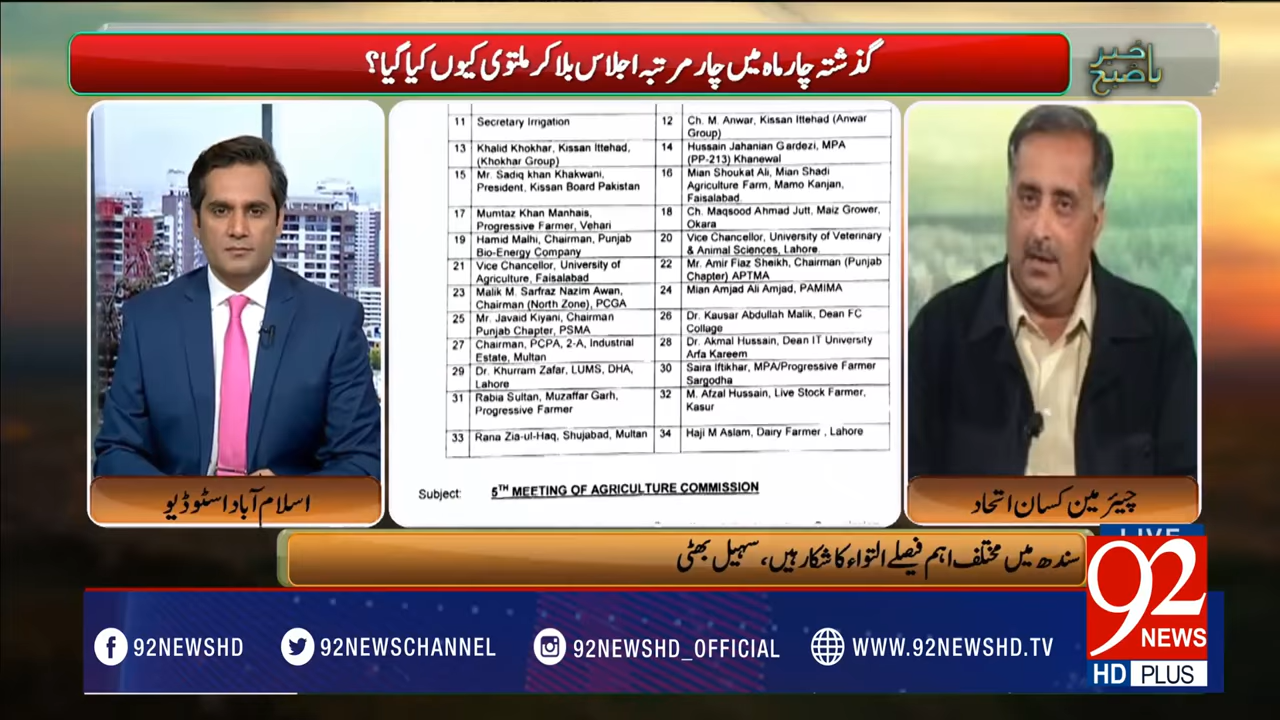 گذشتہ چار ماہ میں چار مرتبہ اجلاس بلا کر ملتوی کیوں کیا گیا؟
باخبر
صبح
11 Secretary Irrigation
12 Ch. M. Anwar, Kissan Ittehad (Anwar
Group)
13 Khalid Khokhar, Kissan Ittehad,
(Khokhar Group)
14 Hussain Jahanian Gardezi, MPA
(PP-213) Khanewal
15 Mr. Sadiq khan Khakwani,
President, Kissan Board Pakistan
16 Mian Shoukat Ali, Mian Shadi
Agriculture Farm, Mamo Kanjan,
Faisalabad
17 Mumtaz Khan Manhais,
Progressive Farmer, Vehari
18 Ch. Maqsood Ahmad Jutt, Maiz Grower,
Okara
19 Hamid Malhi, Chairman, Punjab
Bio-Energy Company
20 Vice Chancellor, University of Veterinary
& Animal Sciences, Lahore.
21 Vice Chancellor, University of
Agriculture, Faisalabad
22 Mr. Amir Fiaz Sheikh, Chairman (Punjab
Chapter) APTMA
23 Malik M. Sarfraz Nazim Awan,
Chairman (North Zone), PCGA
24 Mian Amjad Ali Amjad, PAMIMA
25 Mr. Javaid Kiyani, Chairman
Punjab Chapter, PSMA
26 Dr. Kausar Abdullah Malik, Dean FC
Collage
27 Chairman, PCPA, 2-A, Industrial
Estate, Multan
28 Dr. Akmal Hussain, Dean IT University
Arfa Kareem
29 Dr. Khurram Zafar, LUMS, DHA,
Lahore
30 Saira Iftikhar, MPA/Progressive Farmer
Sargodha
31 Rabia Sultan, Muzaffar Garh,
Progressive Farmer
32 M. Afzal Hussain, Live Stock Farmer,
Kasur
33 Rana Zia-ul-Haq, Shujabad, Multan
34 Haji M Aslam, Dairy Farmer , Lahore
Subject: 5TH MEETING OF AGRICULTURE COMMISSION
اسلام آباد اسٹوڈیو
چیئرمین کسان اتحاد
LIVE
سندھ میں مختلف اہم فیصلے التواء کا شکار ہیں، سہیل بھٹی
92
NEWS
HD PLUS
92NEWSHD
92NEWSCHANNEL
92NEWSHD_OFFICIAL
WWW.92NEWSHD.TV